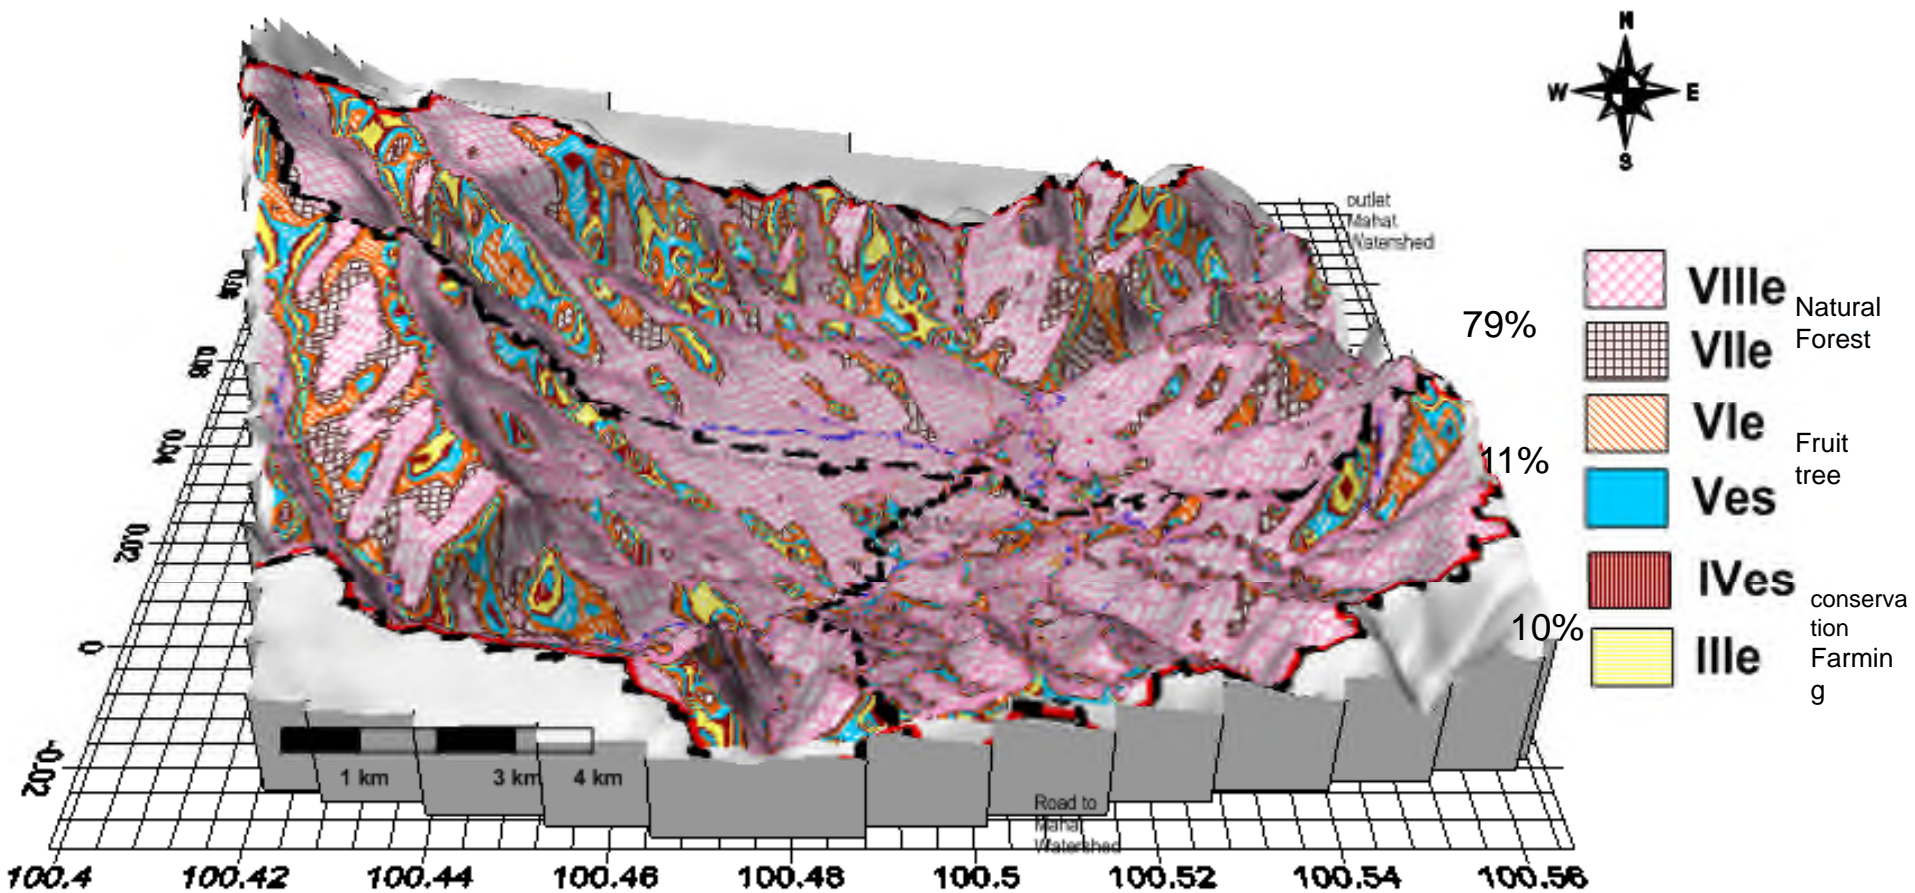 N
W E
S
outlet
Mahat
Watershed
VIIIe
Natural
Forest
79%
VIIe
VIe
Fruit
tree
11%
Ves
IVes
conserva
tion
Farmin
g
10%
IIIe
0
1 km
3 km
4 km
Road to
Mahat
Watershed
100.4
100.42
100.44
100.46
100.48
100.5
100.52
100.54
100.56